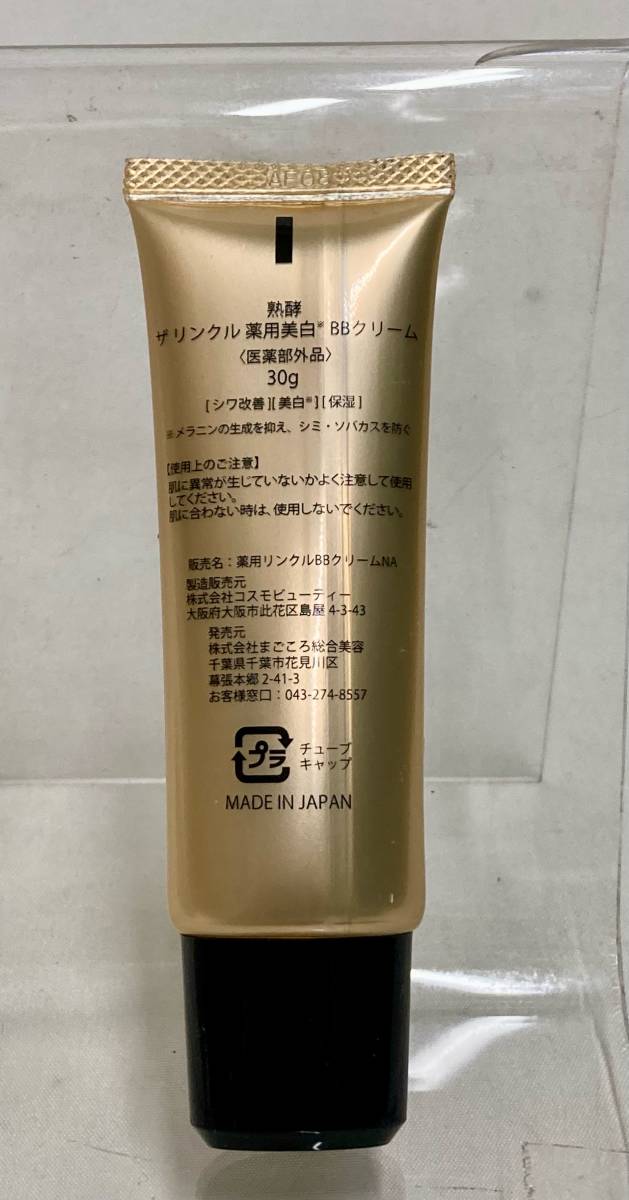 熟酵
ザ リンクル 薬用美白※ BBクリーム
〈医薬部外品〉
30g
[シワ改善][美白※][保湿]
※メラニンの生成を抑え、シミ・ソバカスを防ぐ
【使用上のご注意】
肌に異常が生じていないかよく注意して使用
してください。
肌に合わない時は、使用しないでください。
販売名：薬用リンクルBBクリームNA
製造販売元
株式会社コスモビューティー
大阪府大阪市此花区島屋 4-3-43
発売元
株式会社まごころ総合美容
千葉県千葉市花見川区
幕張本郷 2-41-3
お客様窓口：043-274-8557
プラ
チューブ
キャップ
MADE IN JAPAN